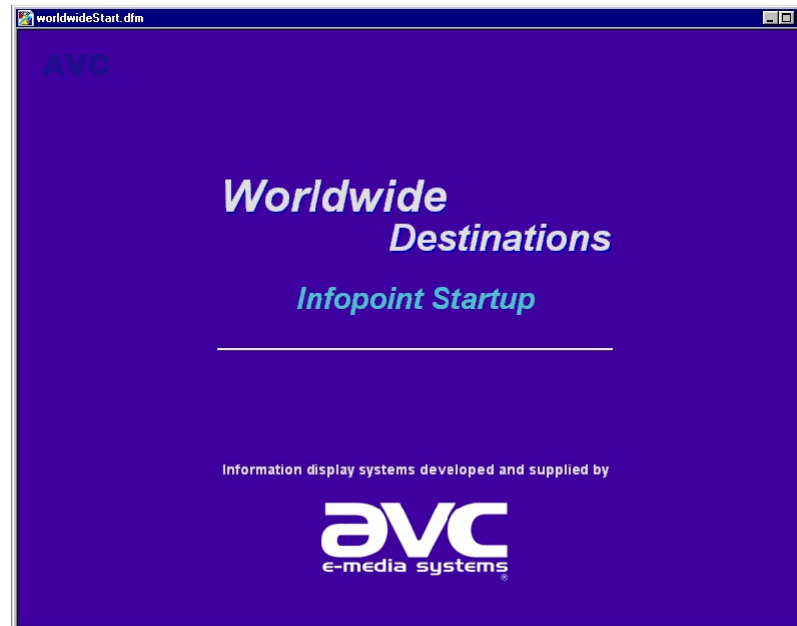 worldwideStart.dfm
AVC
Worldwide
Destinations
Infopoint Startup
Information display systems developed and supplied by
avc
e-media systems
®